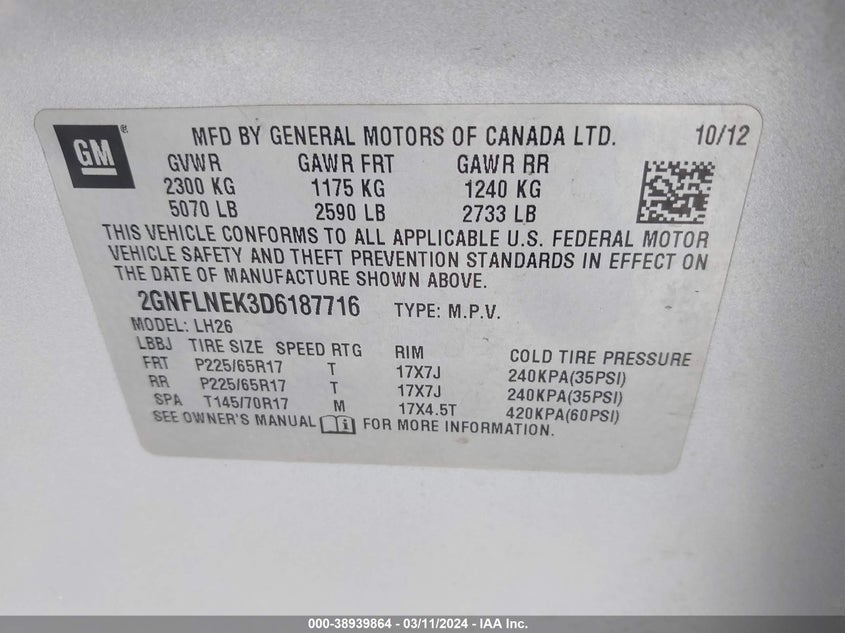 GM® MFD BY GENERAL MOTORS OF CANADA LTD. 10/12
GVWR GAWR FRT GAWR RR
2300 KG 1175 KG 1240 KG
5070 LB 2590 LB 2733 LB
THIS VEHICLE CONFORMS TO ALL APPLICABLE U.S. FEDERAL MOTOR
VEHICLE SAFETY AND THEFT PREVENTION STANDARDS IN EFFECT ON
THE DATE OF MANUFACTURE SHOWN ABOVE.
2GNFLNEK3D6187716 TYPE: M.P.V.
MODEL: LH26
LBBJ TIRE SIZE SPEED RTG RIM COLD TIRE PRESSURE
FRT P225/65R17 T 17X7J 240KPA(35PSI)
RR P225/65R17 T 17X7J 240KPA(35PSI)
SPA T145/70R17 M 17X4.5T 420KPA(60PSI)
SEE OWNER'S MANUAL FOR MORE INFORMATION.
000-38939864 - 03/11/2024 - IAA Inc.